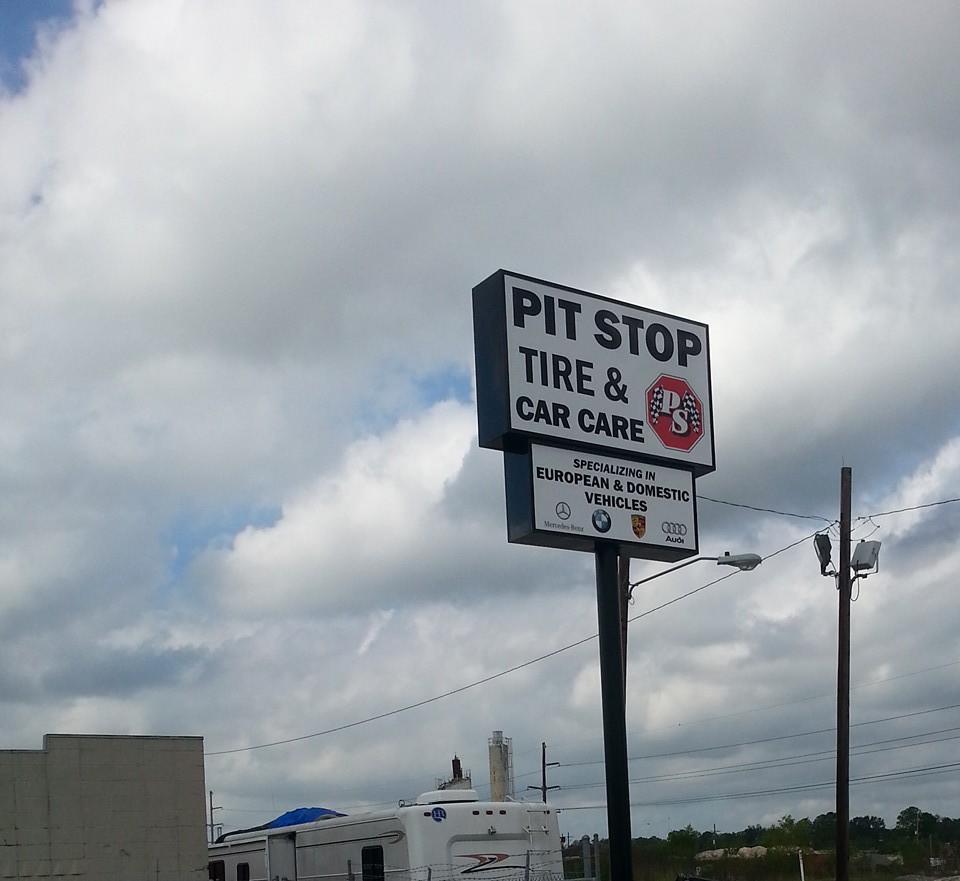 PIT STOP
TIRE &
CAR CARE
PS
SPECIALIZING IN
EUROPEAN & DOMESTIC
VEHICLES
Mercedes-Benz
Audi